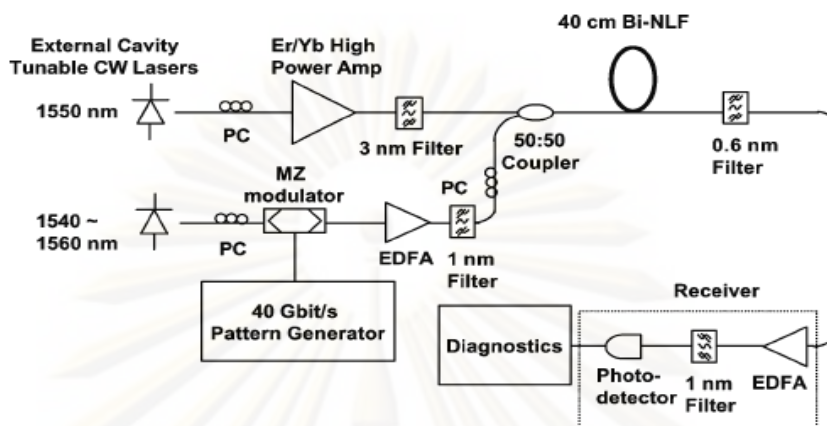 40 cm Bi-NLF
External Cavity
Tunable CW Lasers
Er/Yb High
Power Amp
1550 nm
PC
3 nm Filter
50:50
Coupler
0.6 nm
Filter
MZ
modulator
PC
1540 ~
1560 nm
PC
EDFA
1 nm
Filter
40 Gbit/s
Pattern Generator
Receiver
Diagnostics
Photo-
detector
1 nm
Filter
EDFA